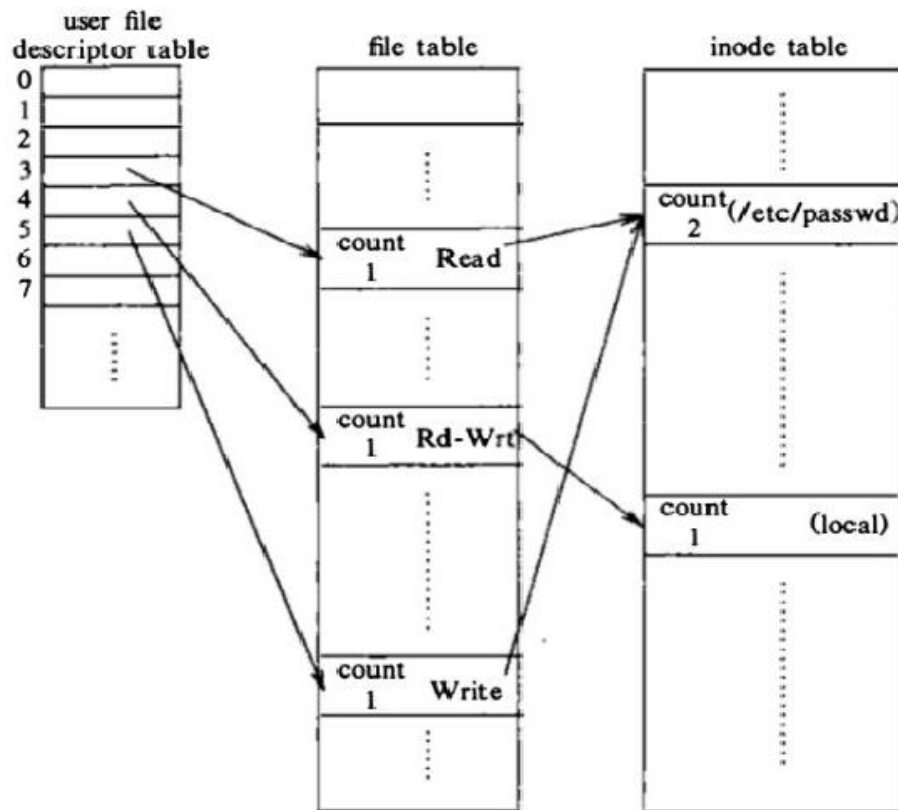 user file
descriptor table
0
1
2
3
4
5
6
7
file table
count
1 Read
count
1 Rd-Wrt
count
1 Write
inode table
count (/etc/passwd)
2
count
1 (local)